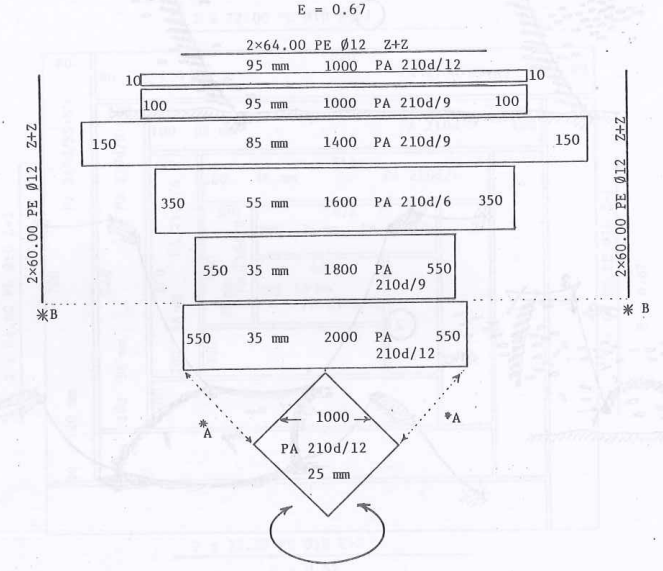 E = 0.67
2×64.00 PE Ø12 Z+Z
95 mm 1000 PA 210d/12
10 10
100 95 mm 1000 PA 210d/9 100
150 85 mm 1400 PA 210d/9 150
350 55 mm 1600 PA 210d/6 350
550 35 mm 1800 PA 550
210d/9
2×60.00 PE Ø12 Z+Z
2×60.00 PE Ø12 Z+Z
*B * B
550 35 mm 2000 PA 550
210d/12
*A *A
1000
PA 210d/12
25 mm